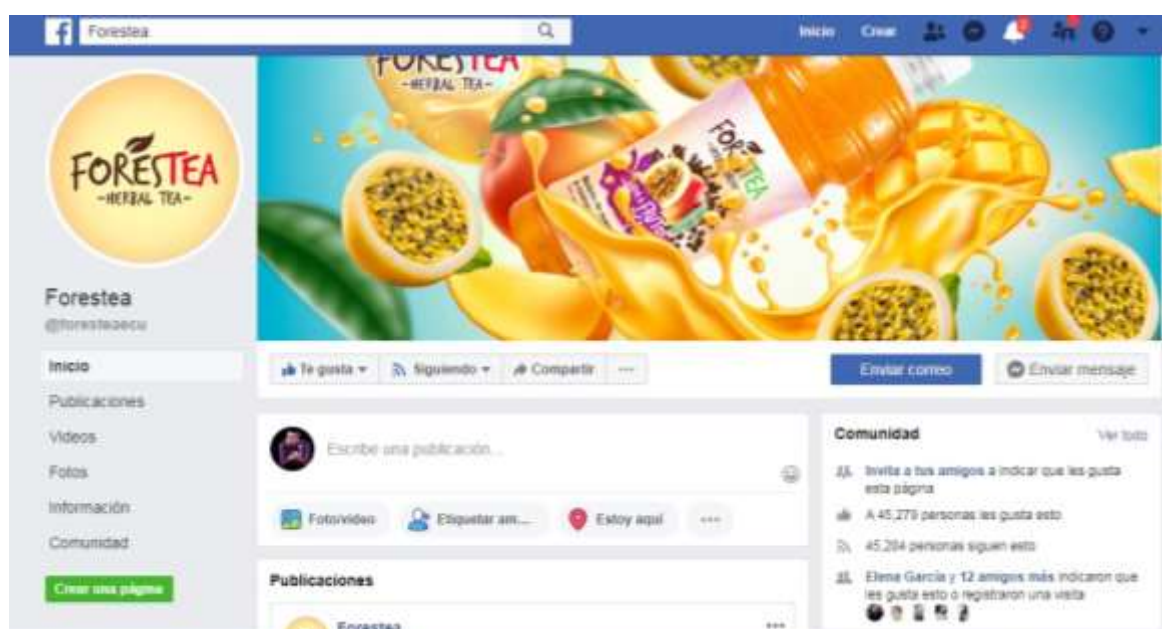 Forestea
Inicio
Crear
FORESTEA
-HERBAL TEA-
FORESTEA
FORESTEA
-HERBAL TEA-
Forestea
@foresteaecu
Inicio
Publicaciones
Videos
Fotos
Información
Comunidad
Crear una página
Te gusta
Siguiendo
Compartir
Enviar correo
Enviar mensaje
Escribe una publicación...
Foto/video
Etiquetar am...
Estoy aquí
Publicaciones
Forestea
Comunidad
Ver todo
Invita a tus amigos a indicar que les gusta
esta página
A 45,279 personas les gusta esto
45,284 personas siguen esto
Elena García y 12 amigos más indicaron que
les gusta esto o registraron una visita